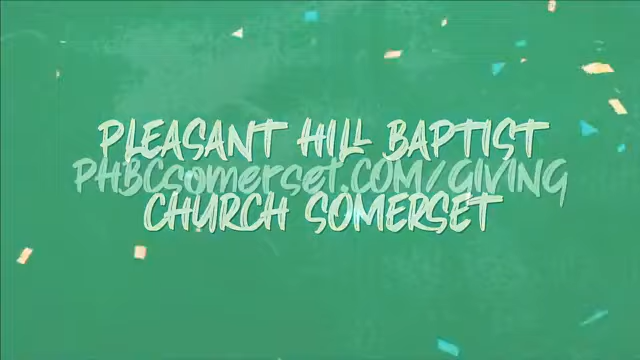 PLEASANT HILL BAPTIST
PHBCsomerset.COM/GIVING
CHURCH SOMERSET